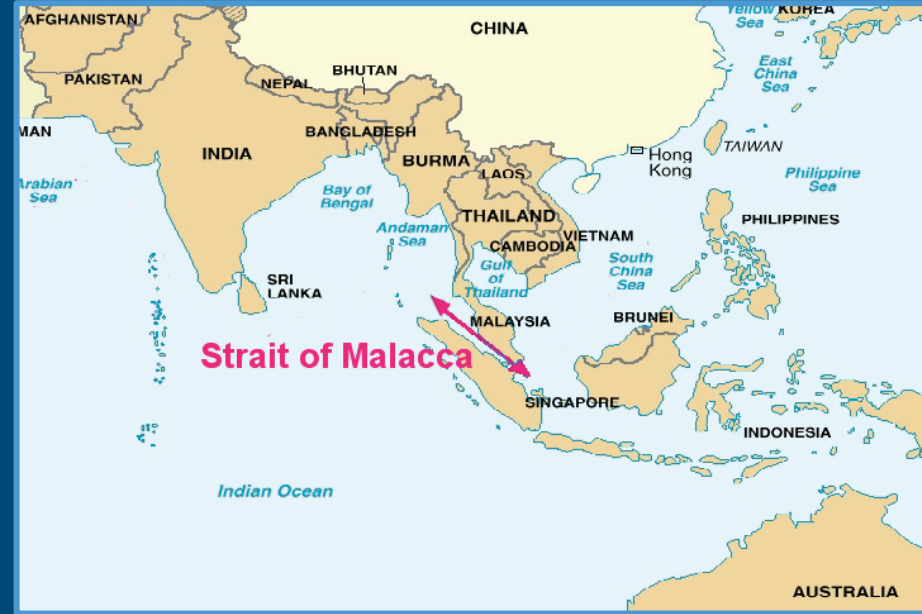 AFGHANISTAN
CHINA
Yellow
Sea
KOREA
East
China
Sea
PAKISTAN
NEPAL
BHUTAN
MAN
BANGLADESH
INDIA
BURMA
LAOS
Hong
Kong
TAIWAN
Arabian
Sea
Bay of
Bengal
Philippine
Sea
Andaman
Sea
THAILAND
VIETNAM
CAMBODIA
PHILIPPINES
Gulf
of
Thailand
South
China
Sea
SRI
LANKA
MALAYSIA
BRUNEI
Strait of Malacca
SINGAPORE
INDONESIA
Indian Ocean
AUSTRALIA